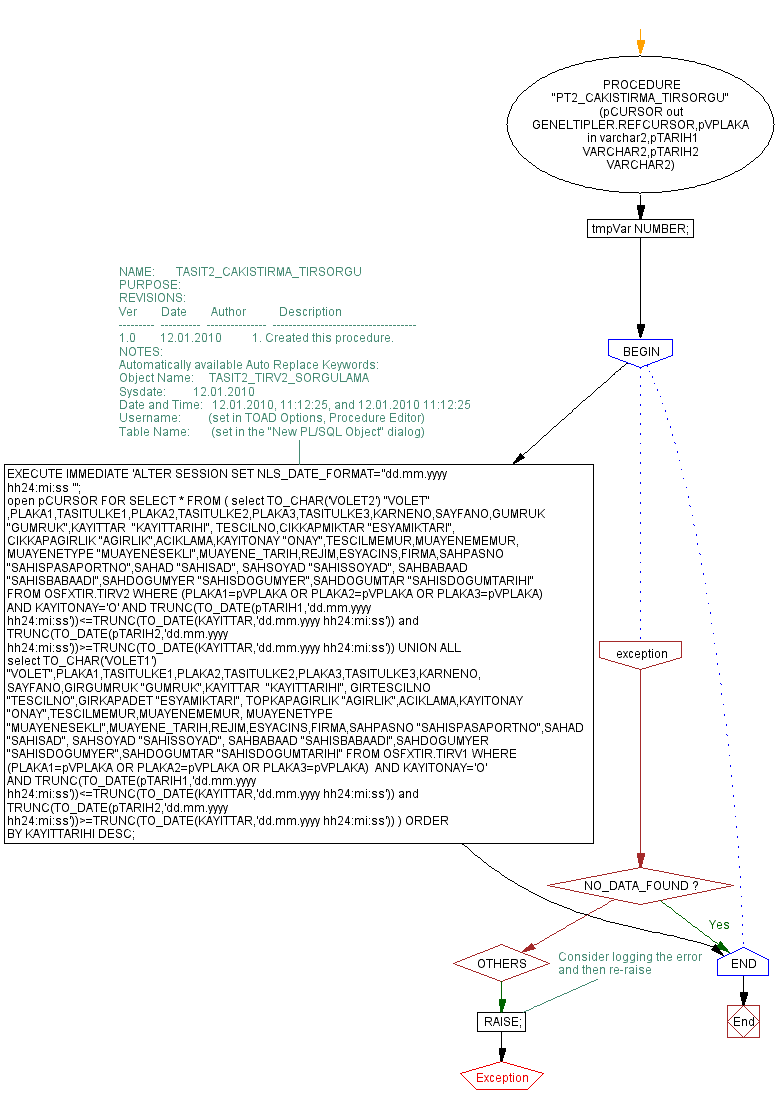 PROCEDURE
"PT2_CAKISTIRMA_TIRSORGU"
(pCURSOR out
GENELTIPLER.REFCURSOR,pVPLAKA
in varchar2,pTARIH1
VARCHAR2,pTARIH2
VARCHAR2)
tmpVar NUMBER;
NAME: TASIT2_CAKISTIRMA_TIRSORGU
PURPOSE:
REVISIONS:
Ver Date Author Description
--------- ---------- --------------- ------------------------------------
1.0 12.01.2010 1. Created this procedure.
NOTES:
Automatically available Auto Replace Keywords:
Object Name: TASIT2_TIRV2_SORGULAMA
Sysdate: 12.01.2010
Date and Time: 12.01.2010, 11:12:25, and 12.01.2010 11:12:25
Username: (set in TOAD Options, Procedure Editor)
Table Name: (set in the "New PL/SQL Object" dialog)
BEGIN
EXECUTE IMMEDIATE 'ALTER SESSION SET NLS_DATE_FORMAT="dd.mm.yyyy
hh24:mi:ss "';
open pCURSOR FOR SELECT * FROM ( select TO_CHAR('VOLET2') "VOLET"
,PLAKA1,TASITULKE1,PLAKA2,TASITULKE2,PLAKA3,TASITULKE3,KARNENO,SAYFANO,GUMRUK
"GUMRUK",KAYITTAR "KAYITTARIHI", TESCILNO,CIKKAPMIKTAR "ESYAMIKTARI",
CIKKAPAGIRLIK "AGIRLIK",ACIKLAMA,KAYITONAY "ONAY",TESCILMEMUR,MUAYENEMEMUR,
MUAYENETYPE "MUAYENESEKLI",MUAYENE_TARIH,REJIM,ESYACINS,FIRMA,SAHPASNO
"SAHISPASAPORTNO",SAHAD "SAHISAD", SAHSOYAD "SAHISSOYAD", SAHBABAAD
"SAHISBABAADI",SAHDOGUMYER "SAHISDOGUMYER",SAHDOGUMTAR "SAHISDOGUMTARIHI"
FROM OSFXTIR.TIRV2 WHERE (PLAKA1=pVPLAKA OR PLAKA2=pVPLAKA OR PLAKA3=pVPLAKA)
AND KAYITONAY='O' AND TRUNC(TO_DATE(pTARIH1,'dd.mm.yyyy
hh24:mi:ss'))<=TRUNC(TO_DATE(KAYITTAR,'dd.mm.yyyy hh24:mi:ss')) and
TRUNC(TO_DATE(pTARIH2,'dd.mm.yyyy
hh24:mi:ss'))>=TRUNC(TO_DATE(KAYITTAR,'dd.mm.yyyy hh24:mi:ss')) UNION ALL
select TO_CHAR('VOLET1')
"VOLET",PLAKA1,TASITULKE1,PLAKA2,TASITULKE2,PLAKA3,TASITULKE3,KARNENO,
SAYFANO,GIRGUMRUK "GUMRUK",KAYITTAR "KAYITTARIHI", GIRTESCILNO
"TESCILNO",GIRKAPADET "ESYAMIKTARI", TOPKAPAGIRLIK "AGIRLIK",ACIKLAMA,KAYITONAY
"ONAY",TESCILMEMUR,MUAYENEMEMUR, MUAYENETYPE
"MUAYENESEKLI",MUAYENE_TARIH,REJIM,ESYACINS,FIRMA,SAHPASNO "SAHISPASAPORTNO",SAHAD
"SAHISAD", SAHSOYAD "SAHISSOYAD", SAHBABAAD "SAHISBABAADI",SAHDOGUMYER
"SAHISDOGUMYER",SAHDOGUMTAR "SAHISDOGUMTARIHI" FROM OSFXTIR.TIRV1 WHERE
(PLAKA1=pVPLAKA OR PLAKA2=pVPLAKA OR PLAKA3=pVPLAKA) AND KAYITONAY='O'
AND TRUNC(TO_DATE(pTARIH1,'dd.mm.yyyy
hh24:mi:ss'))<=TRUNC(TO_DATE(KAYITTAR,'dd.mm.yyyy hh24:mi:ss')) and
TRUNC(TO_DATE(pTARIH2,'dd.mm.yyyy
hh24:mi:ss'))>=TRUNC(TO_DATE(KAYITTAR,'dd.mm.yyyy hh24:mi:ss')) ) ORDER
BY KAYITTARIHI DESC;
exception
NO_DATA_FOUND ?
Yes
OTHERS
Consider logging the error
and then re-raise
END
RAISE;
End
Exception